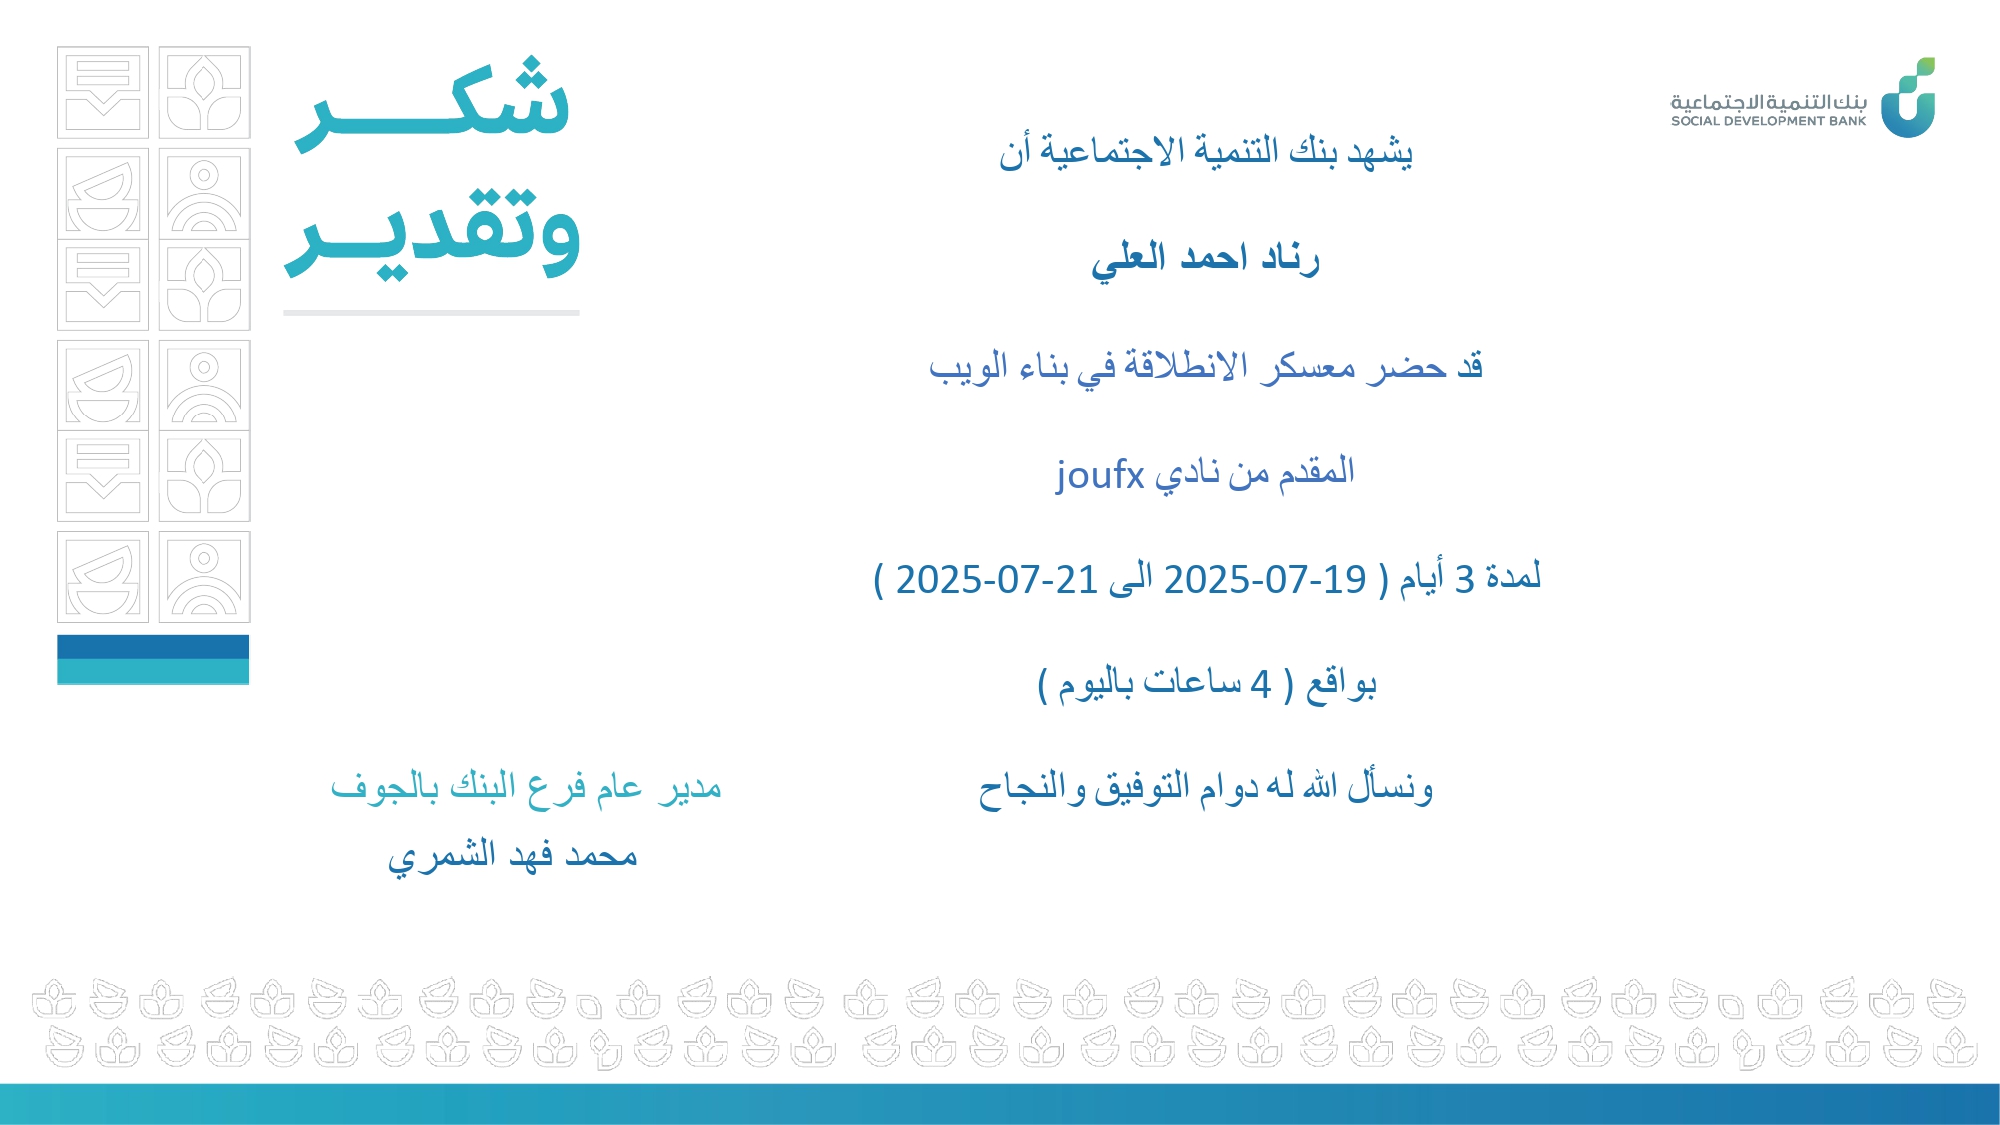 بنك التنمية الاجتماعية
SOCIAL DEVELOPMENT BANK
شكر
وتقدير
يشهد بنك التنمية الاجتماعية أن
رناد احمد العلي
قد حضر معسكر الانطلاقة في بناء الويب
المقدم من نادي joufx
لمدة 3 أيام ( 19-07-2025 الى 21-07-2025 )
بواقع ( 4 ساعات باليوم )
ونسأل الله له دوام التوفيق والنجاح
مدير عام فرع البنك بالجوف
محمد فهد الشمري